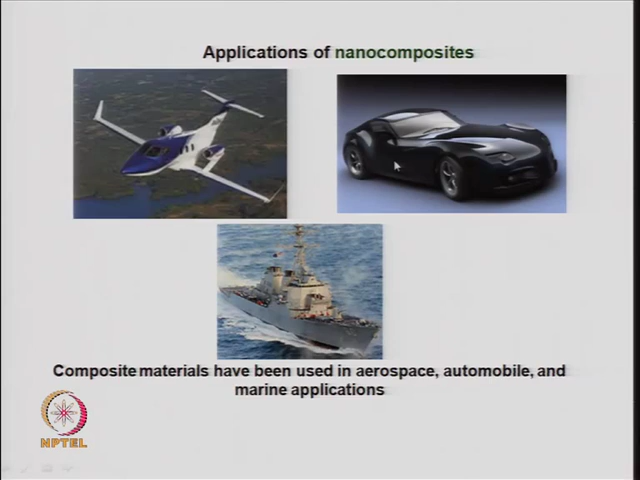 Applications of nanocomposites
Composite materials have been used in aerospace, automobile, and
marine applications
NPTEL